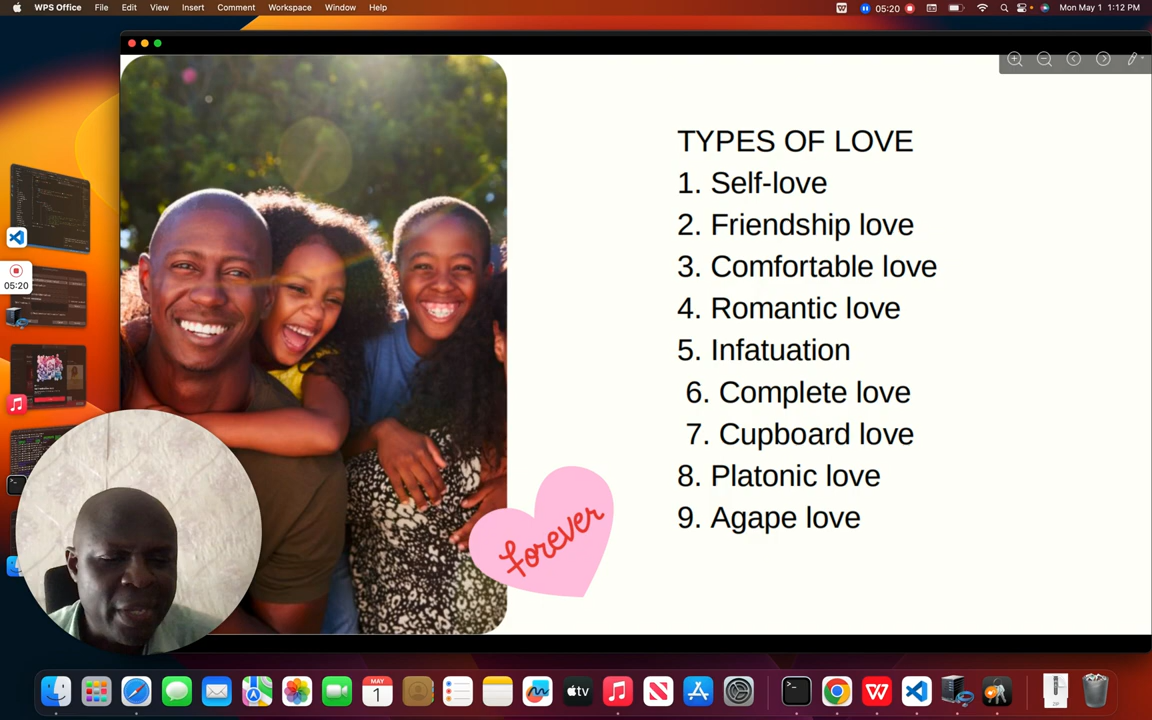 WPS Office File Edit View Insert Comment Workspace Window Help 05:20 Mon May 1 1:12 PM
TYPES OF LOVE
1. Self-love
2. Friendship love
3. Comfortable love
4. Romantic love
5. Infatuation
6. Complete love
7. Cupboard love
8. Platonic love
9. Agape love
forever
05:20
MAY
1
tv
ZIP